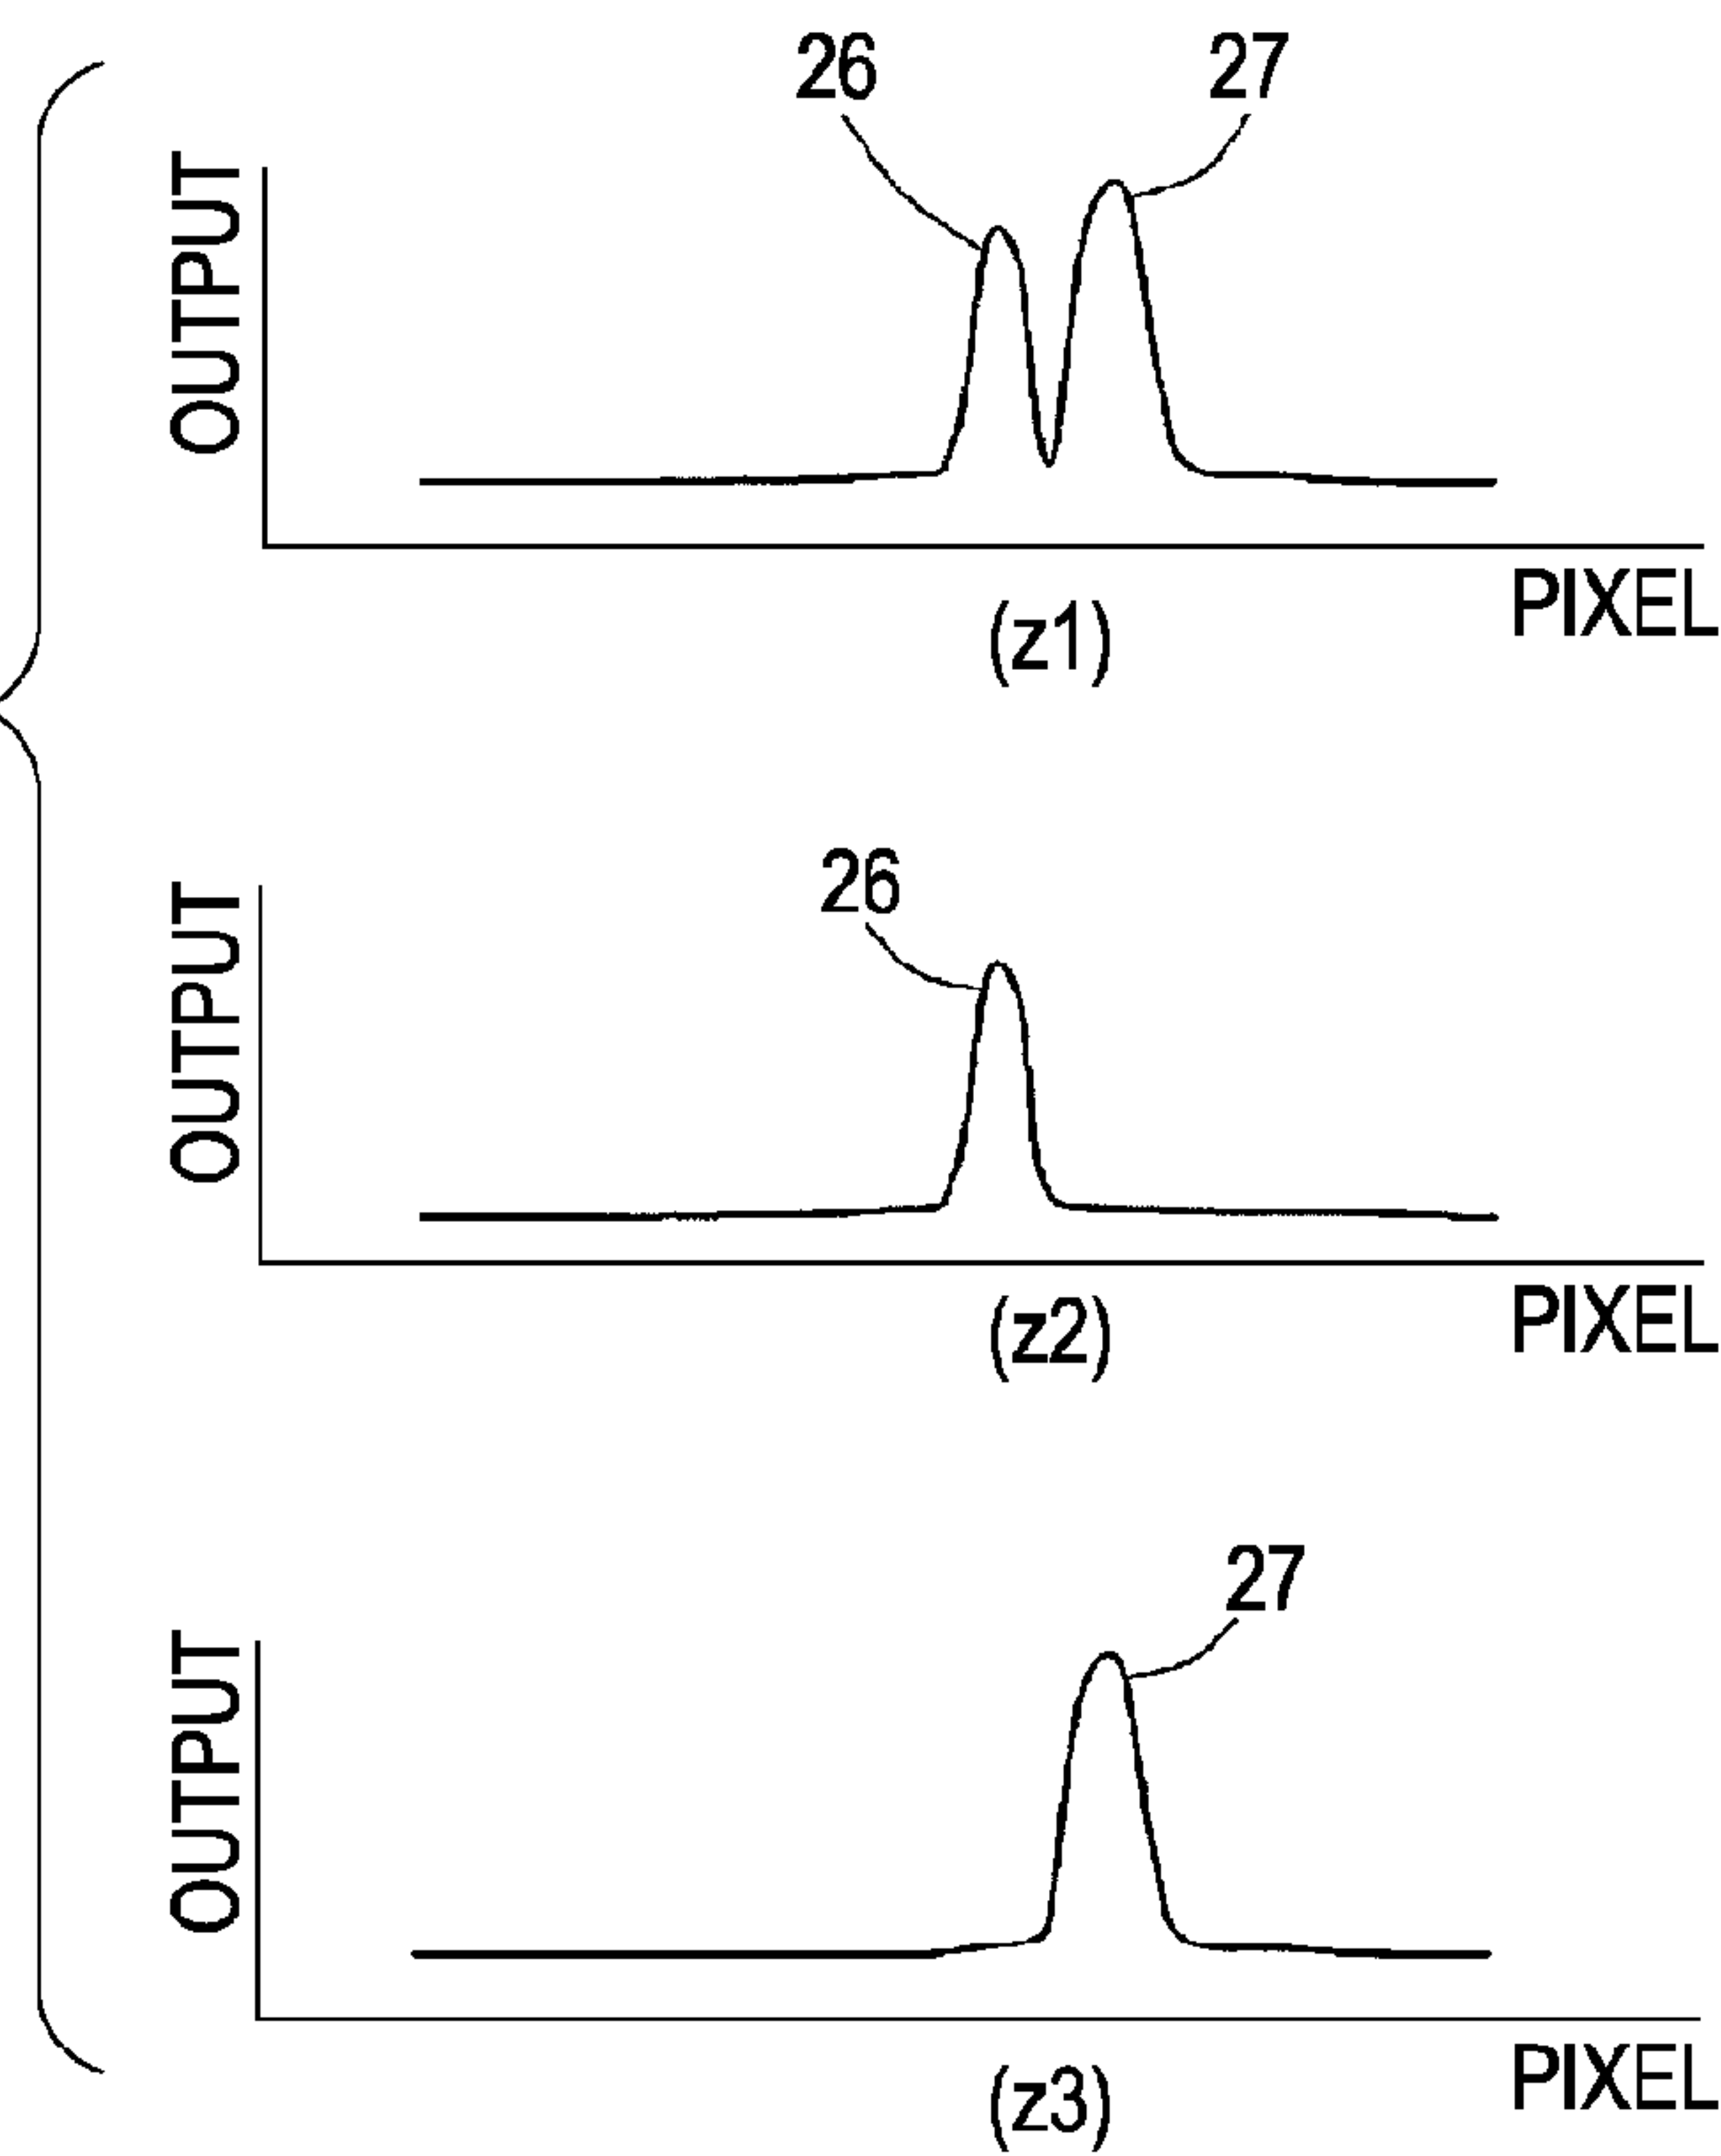 26
27
OUTPUT
PIXEL
(z1)
26
OUTPUT
PIXEL
(z2)
27
OUTPUT
PIXEL
(z3)